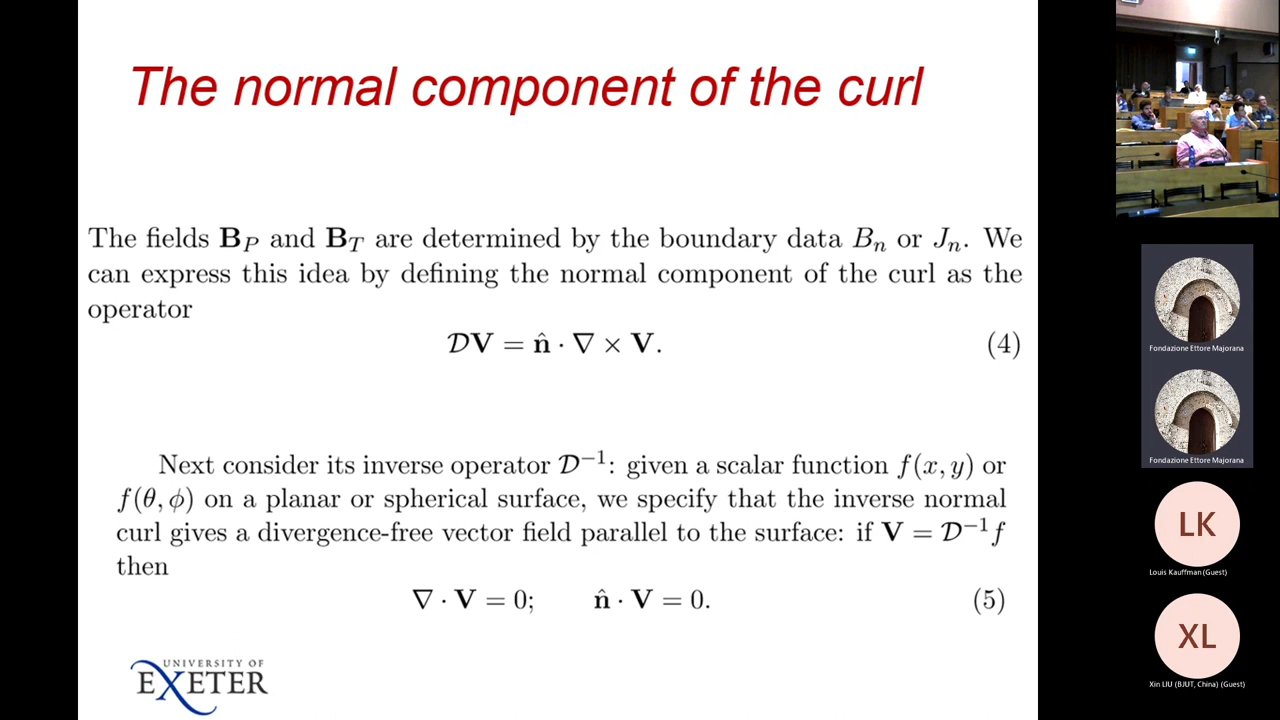 The normal component of the curl
The fields B_P and B_T are determined by the boundary data B_n or J_n. We
can express this idea by defining the normal component of the curl as the
operator
𝒟V = n̂ · ∇ × V. (4)
Next consider its inverse operator 𝒟⁻¹: given a scalar function f(x, y) or
f(θ, ϕ) on a planar or spherical surface, we specify that the inverse normal
curl gives a divergence-free vector field parallel to the surface: if V = 𝒟⁻¹f
then
∇ · V = 0; n̂ · V = 0. (5)
UNIVERSITY OF
EXETER
Fondazione Ettore Majorana
Fondazione Ettore Majorana
LK
Louis Kauffman (Guest)
XL
Xin LIU (BJUT, China) (Guest)